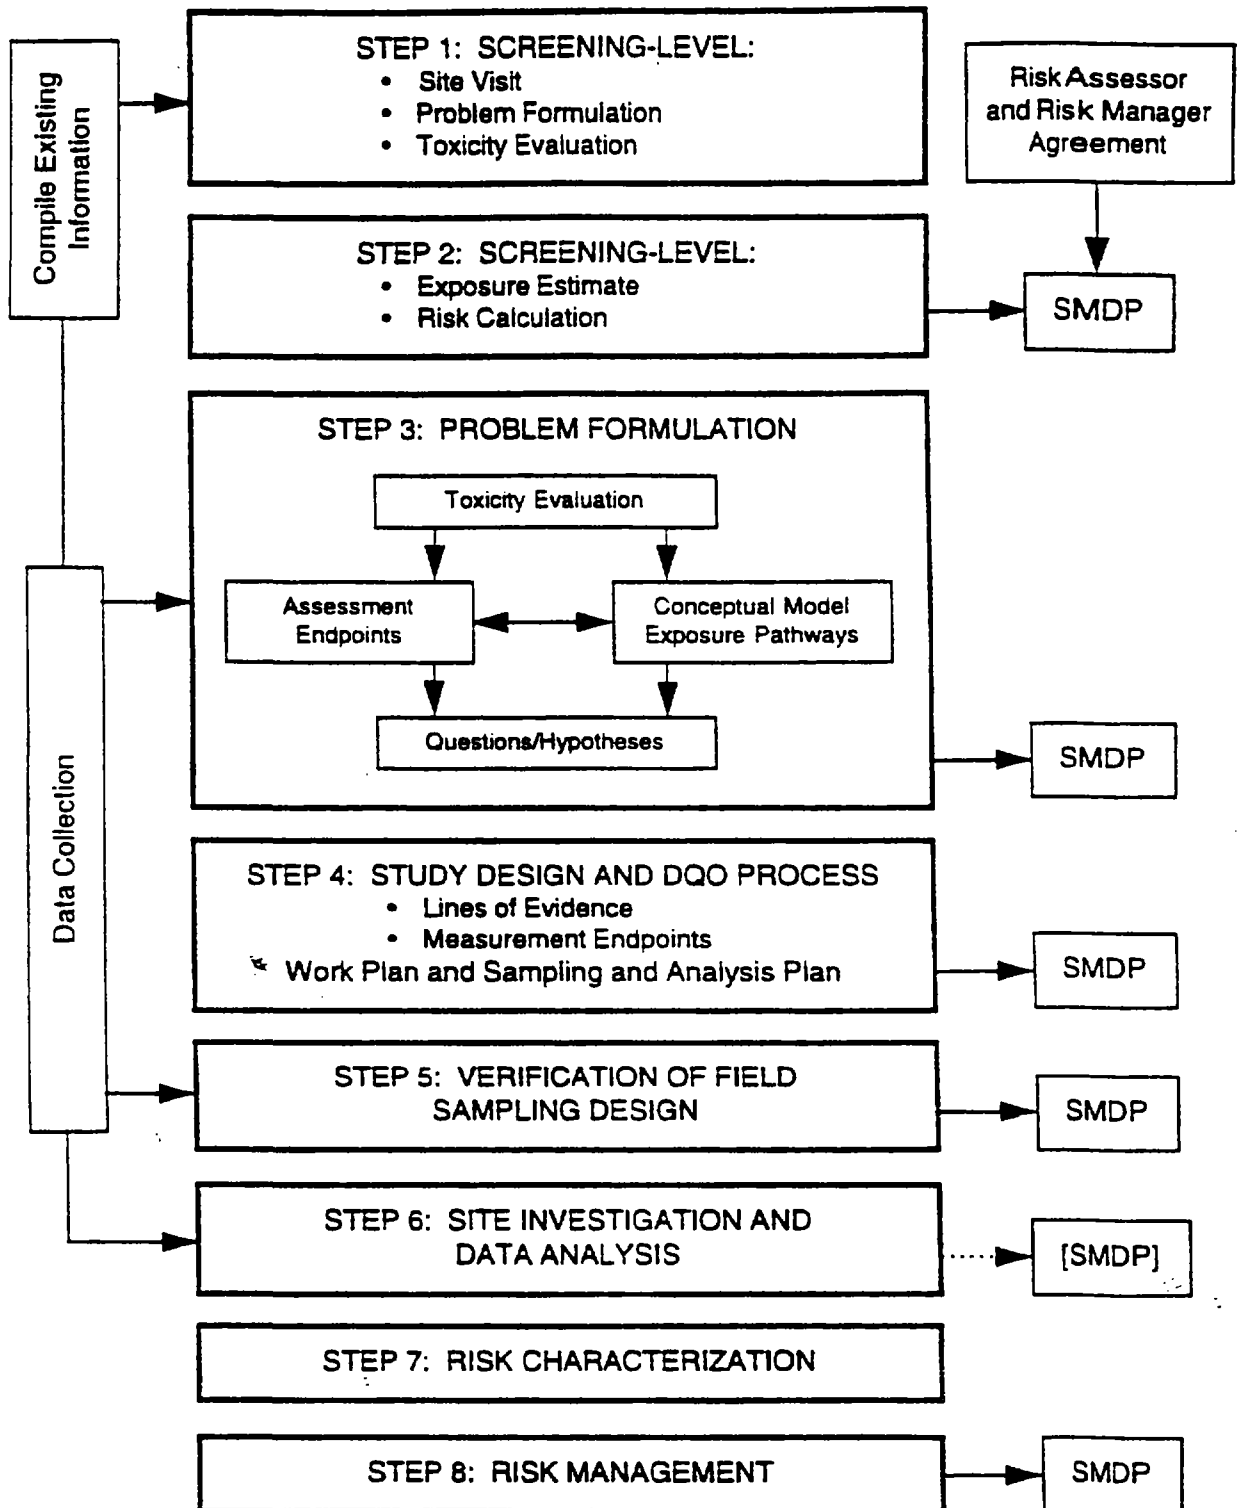 Compile Existing
Information
STEP 1: SCREENING-LEVEL:
• Site Visit
• Problem Formulation
• Toxicity Evaluation
Risk Assessor
and Risk Manager
Agreement
STEP 2: SCREENING-LEVEL:
• Exposure Estimate
• Risk Calculation
SMDP
Data Collection
STEP 3: PROBLEM FORMULATION
Toxicity Evaluation
Assessment
Endpoints
Conceptual Model
Exposure Pathways
Questions/Hypotheses
SMDP
STEP 4: STUDY DESIGN AND DQO PROCESS
• Lines of Evidence
• Measurement Endpoints
Work Plan and Sampling and Analysis Plan
SMDP
STEP 5: VERIFICATION OF FIELD
SAMPLING DESIGN
SMDP
STEP 6: SITE INVESTIGATION AND
DATA ANALYSIS
[SMDP]
STEP 7: RISK CHARACTERIZATION
STEP 8: RISK MANAGEMENT
SMDP